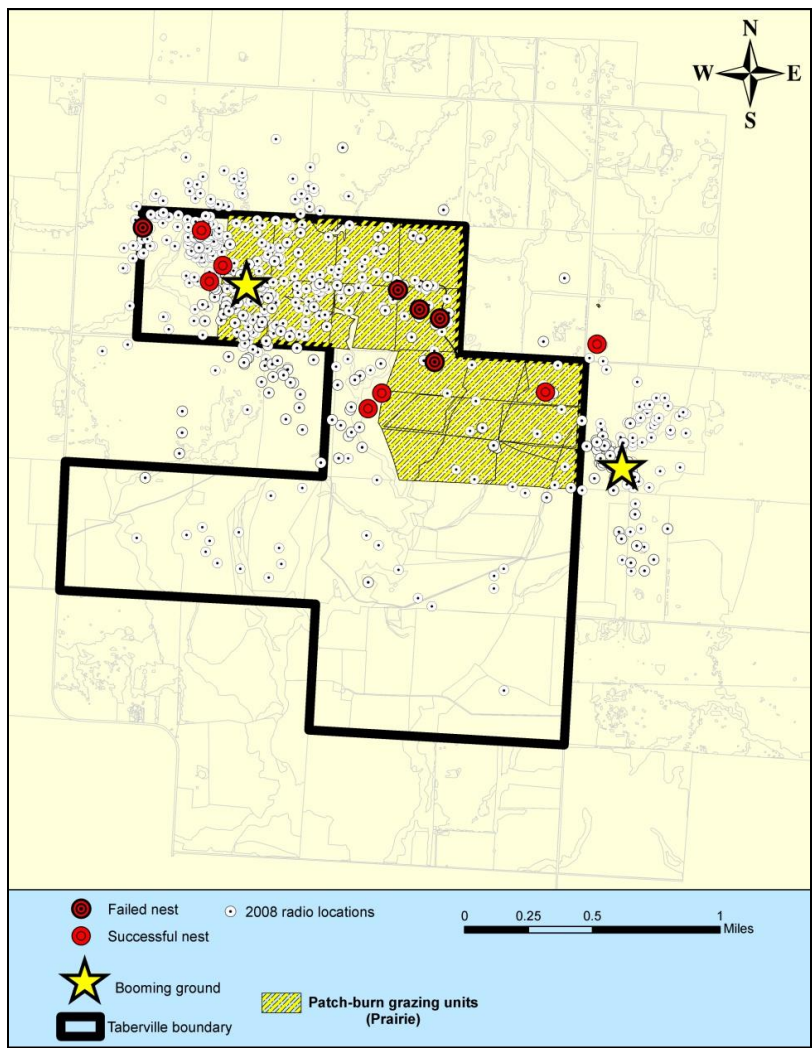 N
W E
S
Failed nest
2008 radio locations
Successful nest
0 0.25 0.5 1
Miles
Booming ground
Patch-burn grazing units
(Prairie)
Taberville boundary